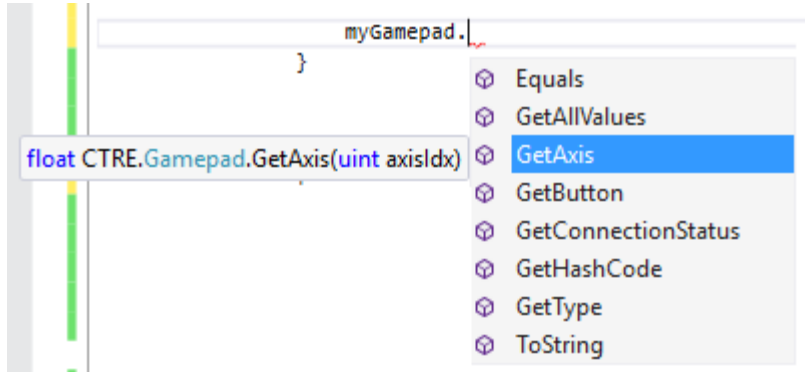 myGamepad.
}
Equals
GetAllValues
float CTRE.Gamepad.GetAxis(uint axisIdx)
GetAxis
GetButton
GetConnectionStatus
GetHashCode
GetType
ToString